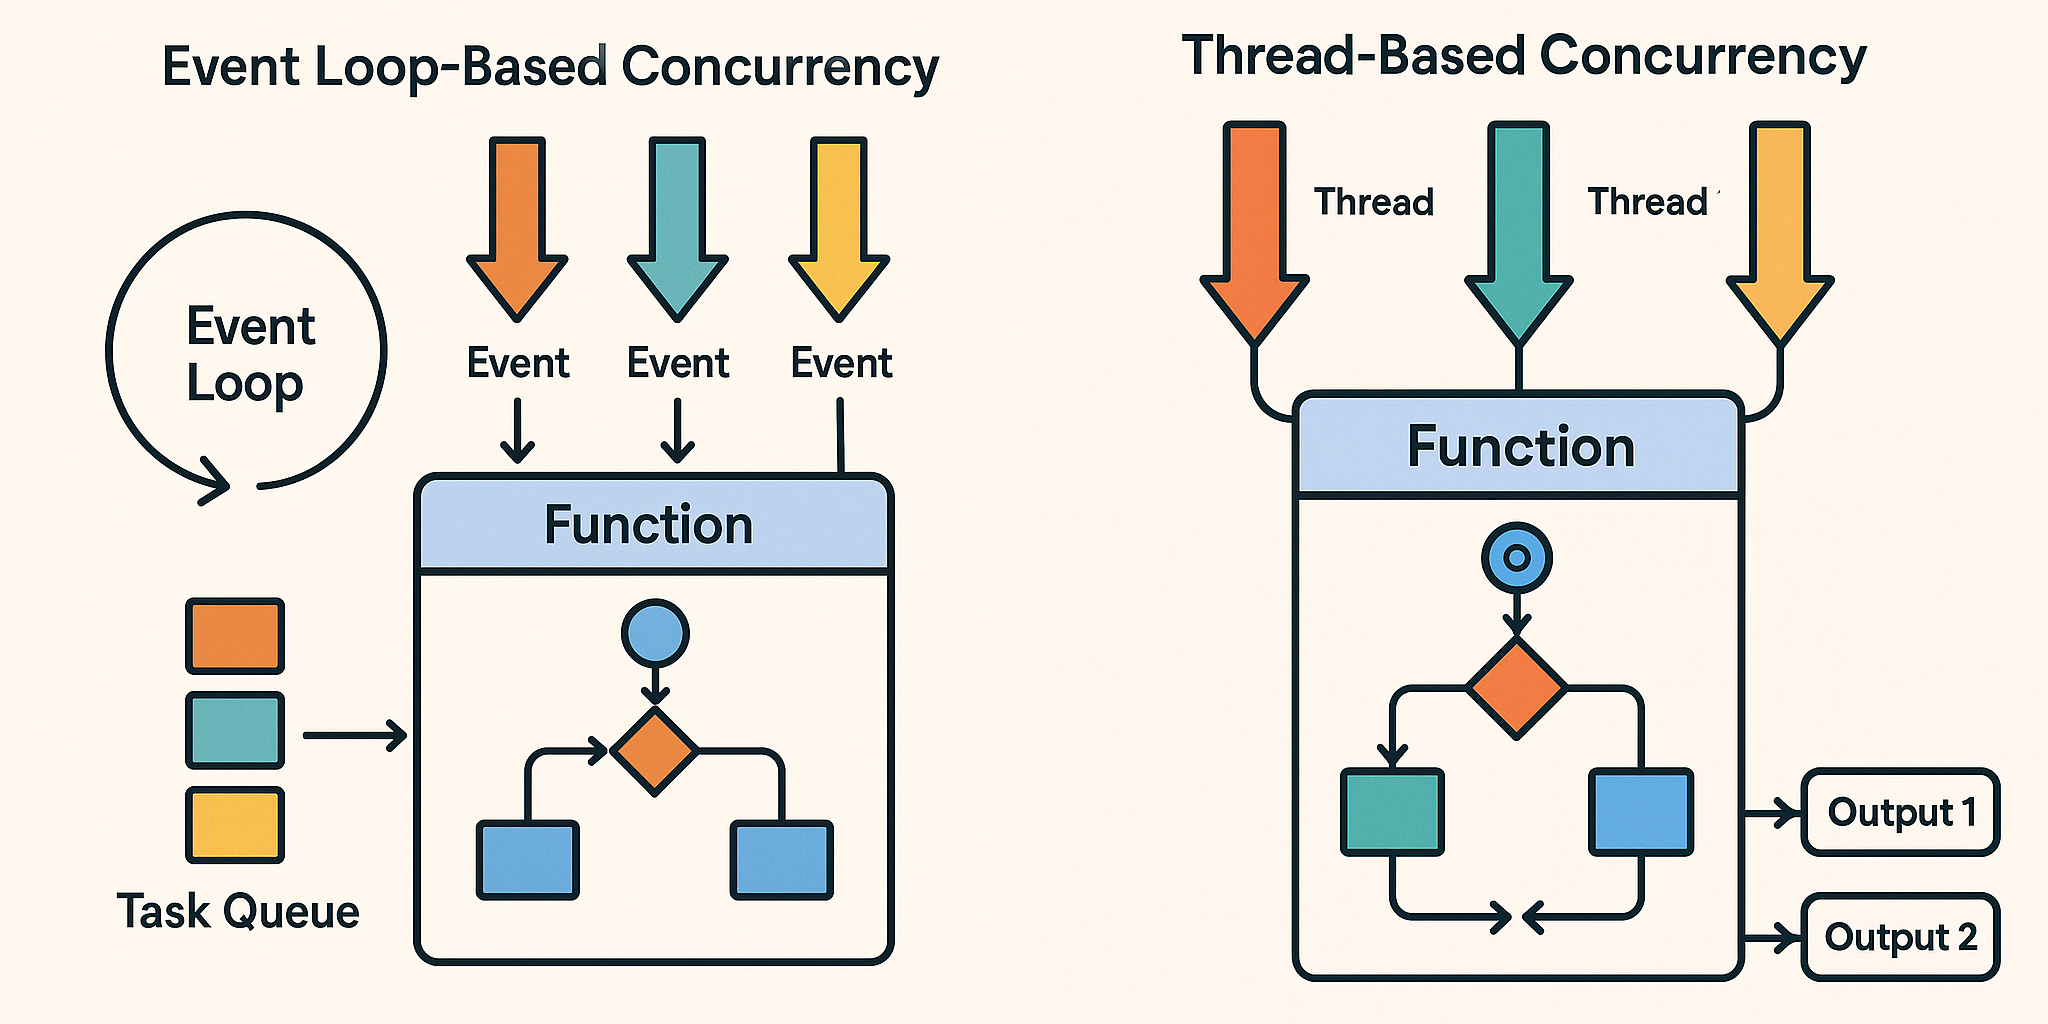 Event Loop-Based Concurrency
Event
Loop
Event
Event
Event
Function
Task Queue
Thread-Based Concurrency
Thread
Thread
Function
Output 1
Output 2